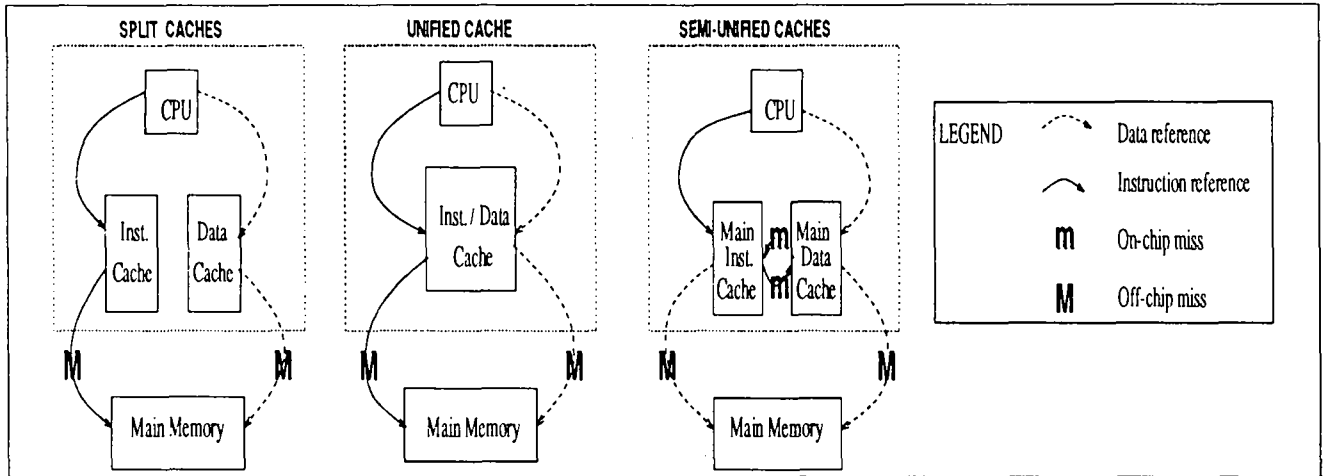 SPLIT CACHES
CPU
Inst.
Cache
Data
Cache
M
M
Main Memory
UNIFIED CACHE
CPU
Inst. / Data
Cache
M
M
Main Memory
SEMI-UNIFIED CACHES
CPU
Main
Inst.
Cache
m
m
Main
Data
Cache
M
M
Main Memory
LEGEND
Data reference
Instruction reference
m On-chip miss
M Off-chip miss